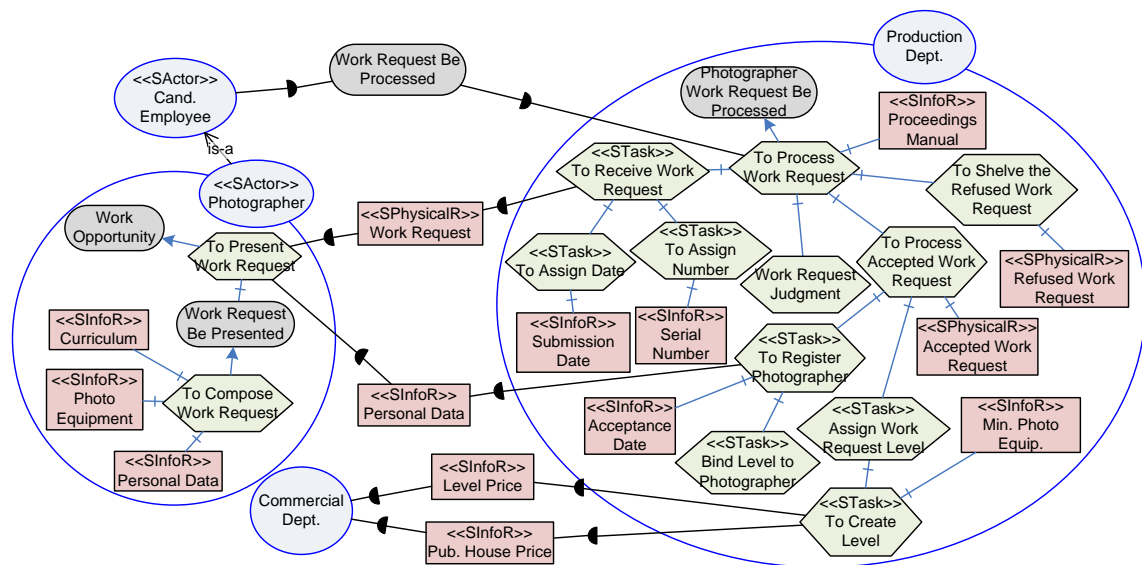 Production
Dept.
<<SActor>>
Cand.
Employee
Work Request Be
Processed
Photographer
Work Request Be
Processed
<<SInfoR>>
Proceedings
Manual
is-a
<<SActor>>
Photographer
<<STask>>
To Receive Work
Request
To Process
Work Request
To Shelve the
Refused Work
Request
Work
Opportunity
To Present
Work Request
<<SPhysicalR>>
Work Request
<<STask>>
To Assign Date
<<STask>>
To Assign
Number
Work Request
Judgment
To Process
Accepted Work
Request
<<SPhysicalR>>
Refused Work
Request
Work Request
Be Presented
<<SInfoR>>
Curriculum
<<SInfoR>>
Submission
Date
<<SInfoR>>
Serial
Number
<<SPhysicalR>>
Accepted Work
Request
<<SInfoR>>
Photo
Equipment
To Compose
Work Request
<<SInfoR>>
Personal Data
<<STask>>
To Register
Photographer
<<SInfoR>>
Acceptance
Date
<<STask>>
Assign Work
Request Level
<<SInfoR>>
Min. Photo
Equip.
<<SInfoR>>
Personal Data
<<STask>>
Bind Level to
Photographer
Commercial
Dept.
<<SInfoR>>
Level Price
<<STask>>
To Create
Level
<<SInfoR>>
Pub. House Price